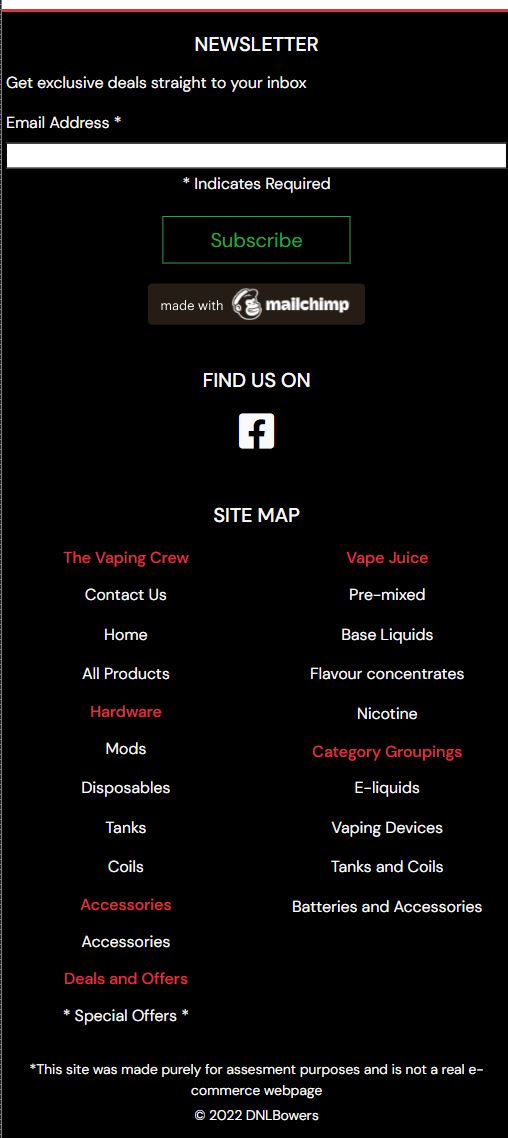 NEWSLETTER
Get exclusive deals straight to your inbox
Email Address *
* Indicates Required
Subscribe
made with mailchimp
FIND US ON
SITE MAP
The Vaping Crew
Contact Us
Home
All Products
Hardware
Mods
Disposables
Tanks
Coils
Accessories
Accessories
Deals and Offers
* Special Offers *
Vape Juice
Pre-mixed
Base Liquids
Flavour concentrates
Nicotine
Category Groupings
E-liquids
Vaping Devices
Tanks and Coils
Batteries and Accessories
*This site was made purely for assesment purposes and is not a real e-
commerce webpage
© 2022 DNLBowers